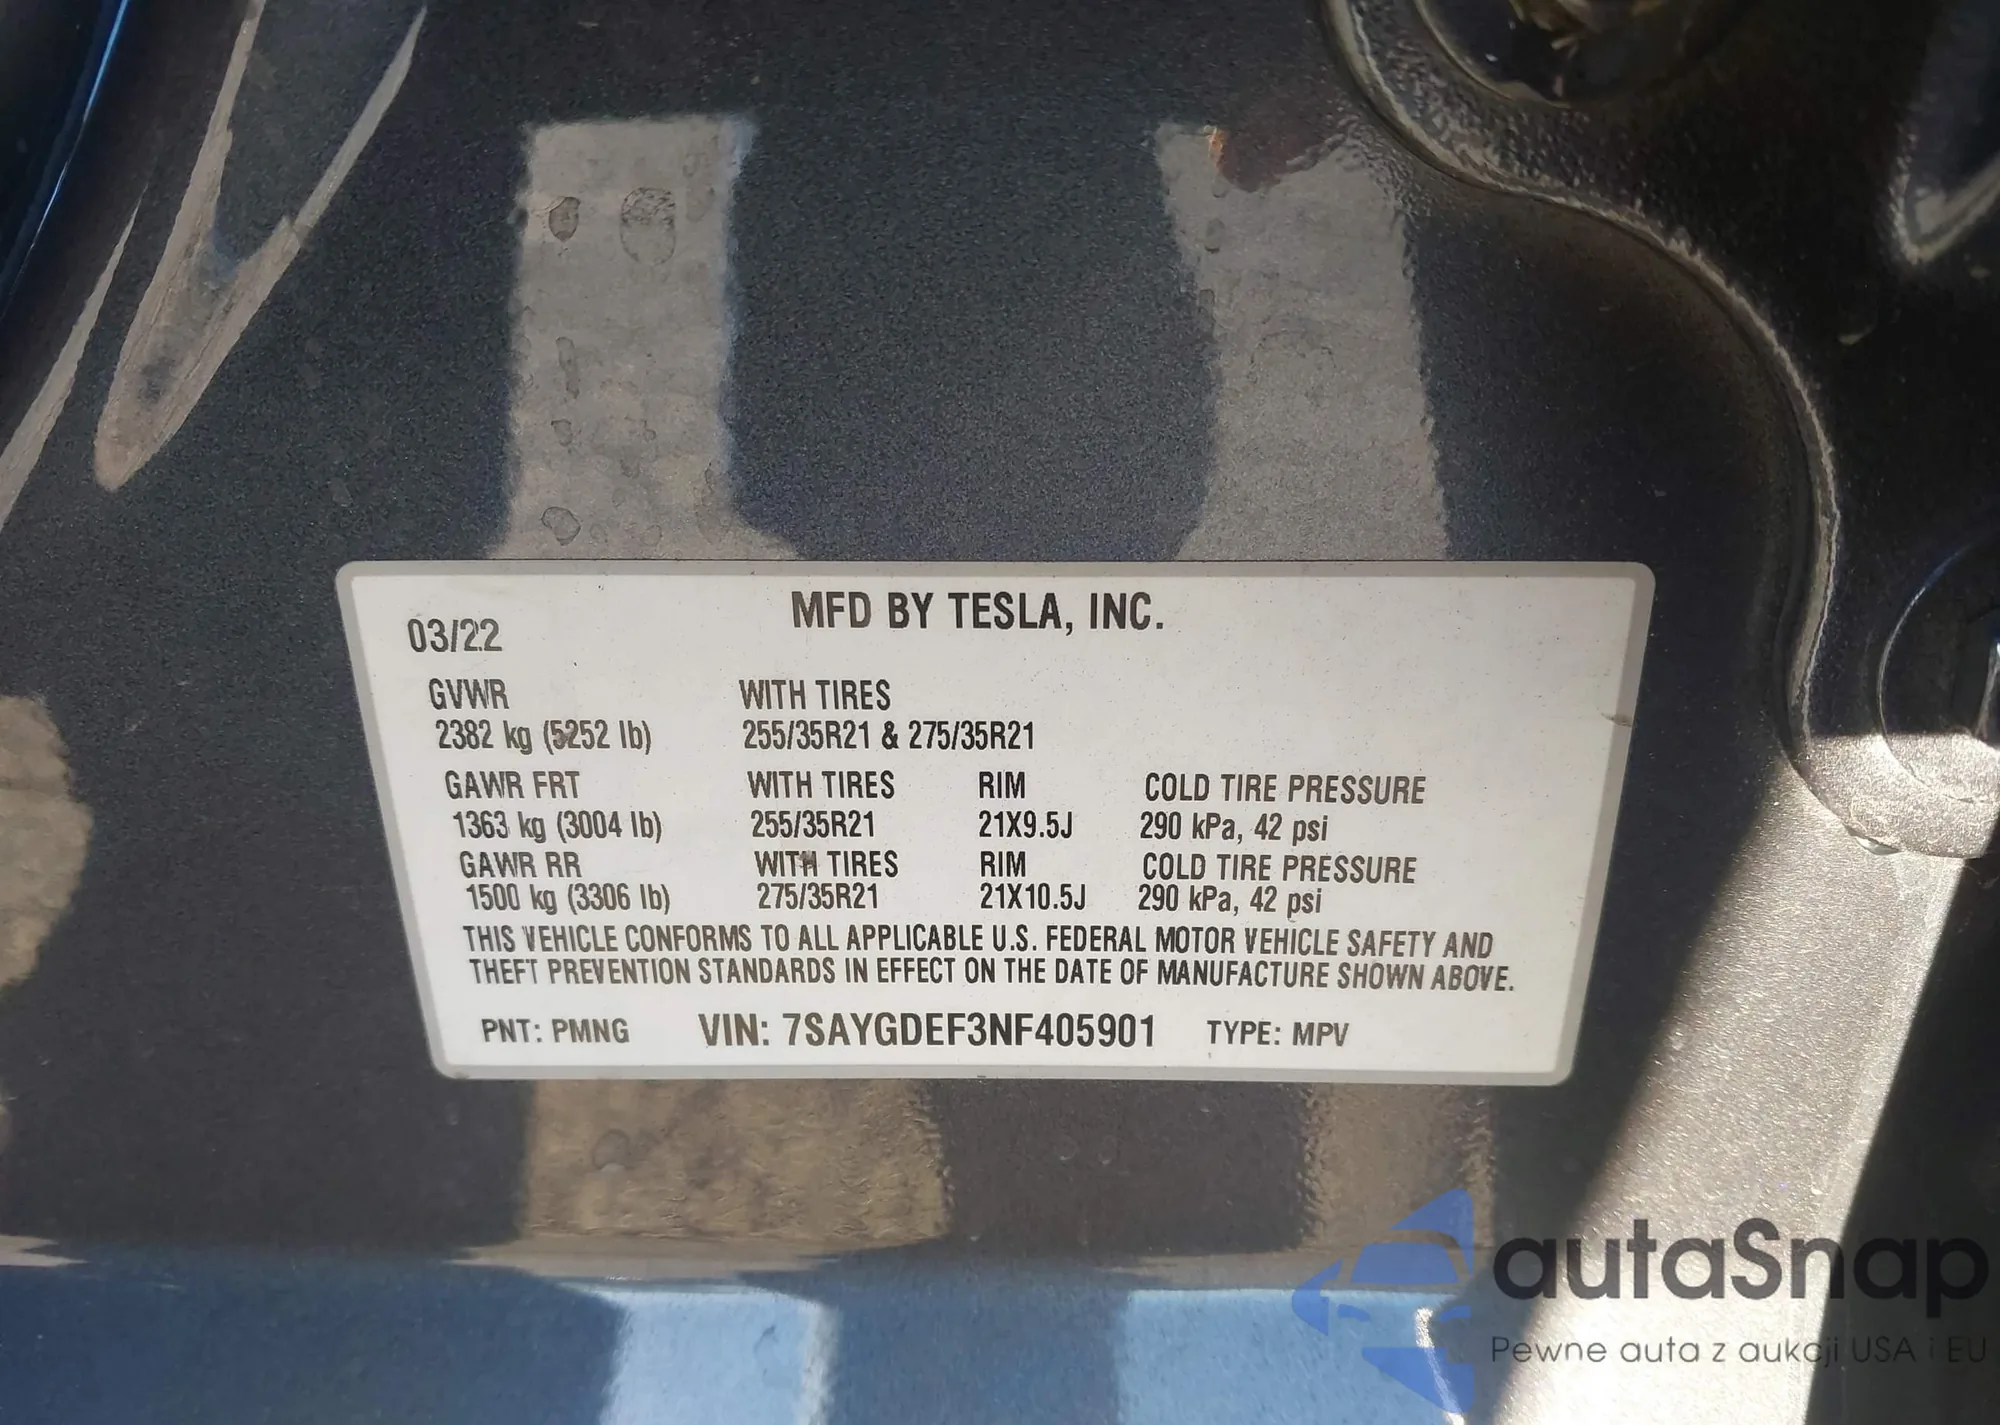 MFD BY TESLA, INC.
03/22
GVWR WITH TIRES
2382 kg (5252 lb) 255/35R21 & 275/35R21
GAWR FRT WITH TIRES RIM COLD TIRE PRESSURE
1363 kg (3004 lb) 255/35R21 21X9.5J 290 kPa, 42 psi
GAWR RR WITH TIRES RIM COLD TIRE PRESSURE
1500 kg (3306 lb) 275/35R21 21X10.5J 290 kPa, 42 psi
THIS VEHICLE CONFORMS TO ALL APPLICABLE U.S. FEDERAL MOTOR VEHICLE SAFETY AND
THEFT PREVENTION STANDARDS IN EFFECT ON THE DATE OF MANUFACTURE SHOWN ABOVE.
PNT: PMNG VIN: 7SAYGDEF3NF405901 TYPE: MPV
autaSnap
Pewne auta z aukcji USA i EU